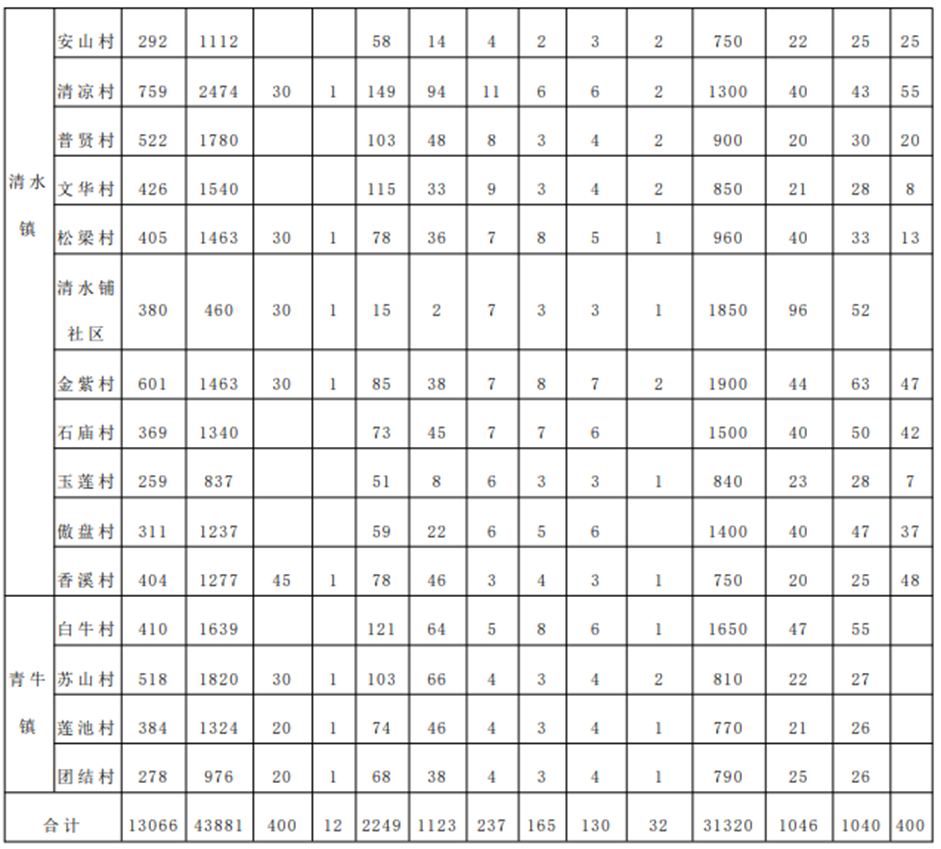 安山村 292 1112 58 14 4 2 3 2 750 22 25 25
清凉村 759 2474 30 1 149 94 11 6 6 2 1300 40 43 55
普贤村 522 1780 103 48 8 3 4 2 900 20 30 20
清水
文华村 426 1540 115 33 9 3 4 2 850 21 28 8
镇
松梁村 405 1463 30 1 78 36 7 8 5 1 960 40 33 13
清水铺
社区 380 460 30 1 15 2 7 3 3 1 1850 96 52
金紫村 601 1463 30 1 85 38 7 8 7 2 1900 44 63 47
石庙村 369 1340 73 45 7 7 6 1500 40 50 42
玉莲村 259 837 51 8 6 3 3 1 840 23 28 7
傲盘村 311 1237 59 22 6 5 6 1400 40 47 37
香溪村 404 1277 45 1 78 46 3 4 3 1 750 20 25 48
白牛村 410 1639 121 64 5 8 6 1 1650 47 55
青牛
苏山村 518 1820 30 1 103 66 4 3 4 2 810 22 27
镇
莲池村 384 1324 20 1 74 46 4 3 4 1 770 21 26
团结村 278 976 20 1 68 38 4 3 4 1 790 25 26
合计 13066 43881 400 12 2249 1123 237 165 130 32 31320 1046 1040 400